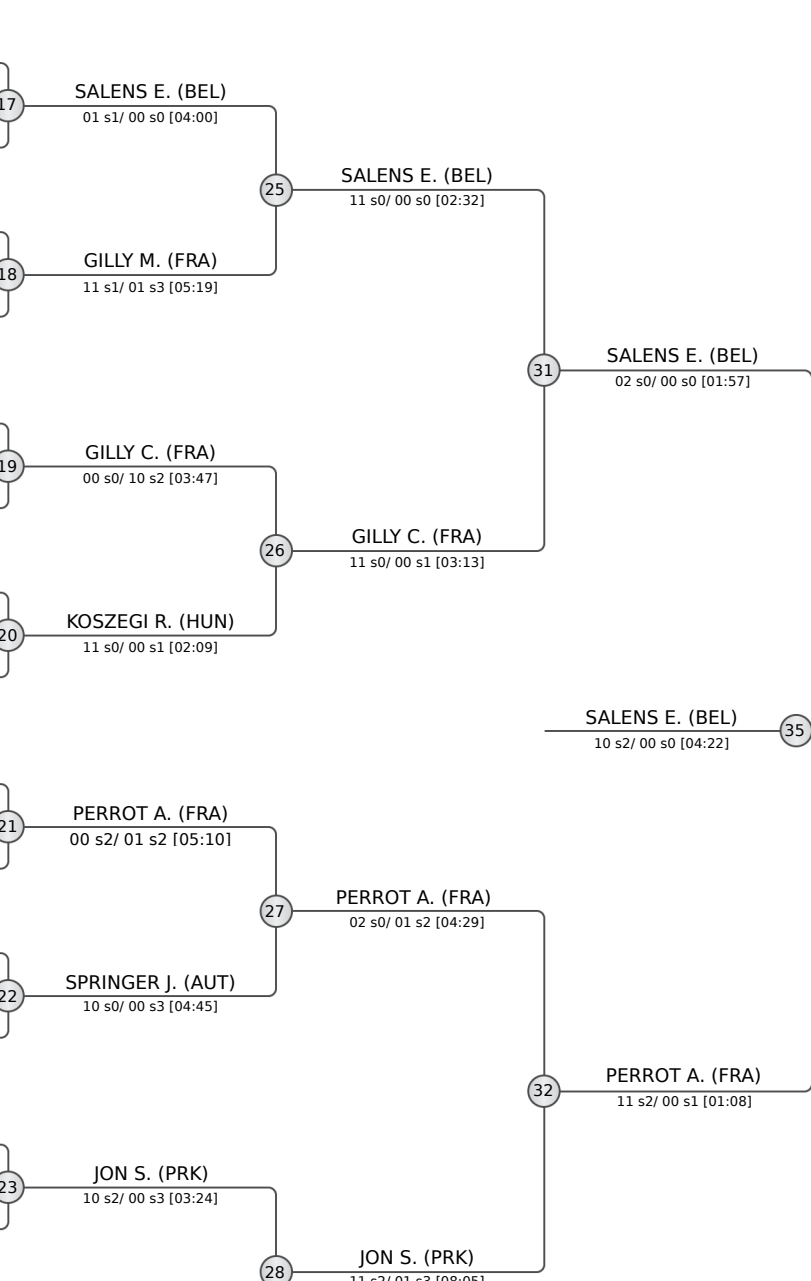 17
SALENS E. (BEL)
01 s1/ 00 s0 [04:00]
25
SALENS E. (BEL)
11 s0/ 00 s0 [02:32]
18
GILLY M. (FRA)
11 s1/ 01 s3 [05:19]
31
SALENS E. (BEL)
02 s0/ 00 s0 [01:57]
19
GILLY C. (FRA)
00 s0/ 10 s2 [03:47]
26
GILLY C. (FRA)
11 s0/ 00 s1 [03:13]
20
KOSZEGI R. (HUN)
11 s0/ 00 s1 [02:09]
SALENS E. (BEL)
10 s2/ 00 s0 [04:22]
35
21
PERROT A. (FRA)
00 s2/ 01 s2 [05:10]
27
PERROT A. (FRA)
02 s0/ 01 s2 [04:29]
22
SPRINGER J. (AUT)
10 s0/ 00 s3 [04:45]
32
PERROT A. (FRA)
11 s2/ 00 s1 [01:08]
23
JON S. (PRK)
10 s2/ 00 s3 [03:24]
28
JON S. (PRK)
11 s2/ 01 s3 [08:05]